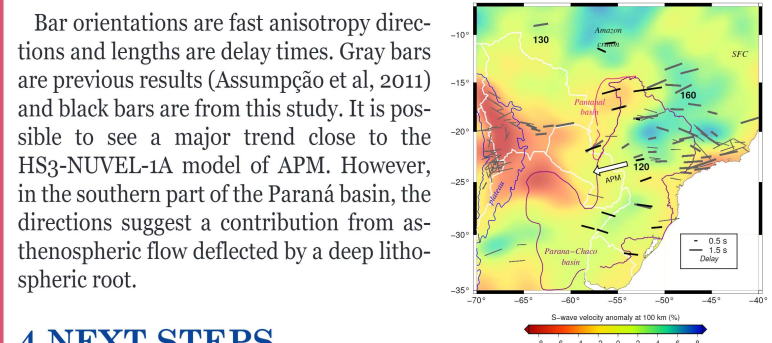 Bar orientations are fast anisotropy direc-
tions and lengths are delay times. Gray bars
are previous results (Assumpção et al, 2011)
and black bars are from this study. It is pos-
sible to see a major trend close to the
HS3-NUVEL-1A model of APM. However,
in the southern part of the Paraná basin, the
directions suggest a contribution from as-
thenospheric flow deflected by a deep litho-
spheric root.
4 NEXT STEPS
−10°
−15°
−20°
−25°
−30°
−35°
130
Amazon
craton
SFC
160
Pantanal
basin
120
APM
plateau
Parana−Chaco
basin
0.5 s
1.5 s
Delay
−70°
−65°
−60°
−55°
−50°
−45°
−40°
S−wave velocity anomaly at 100 km (%)